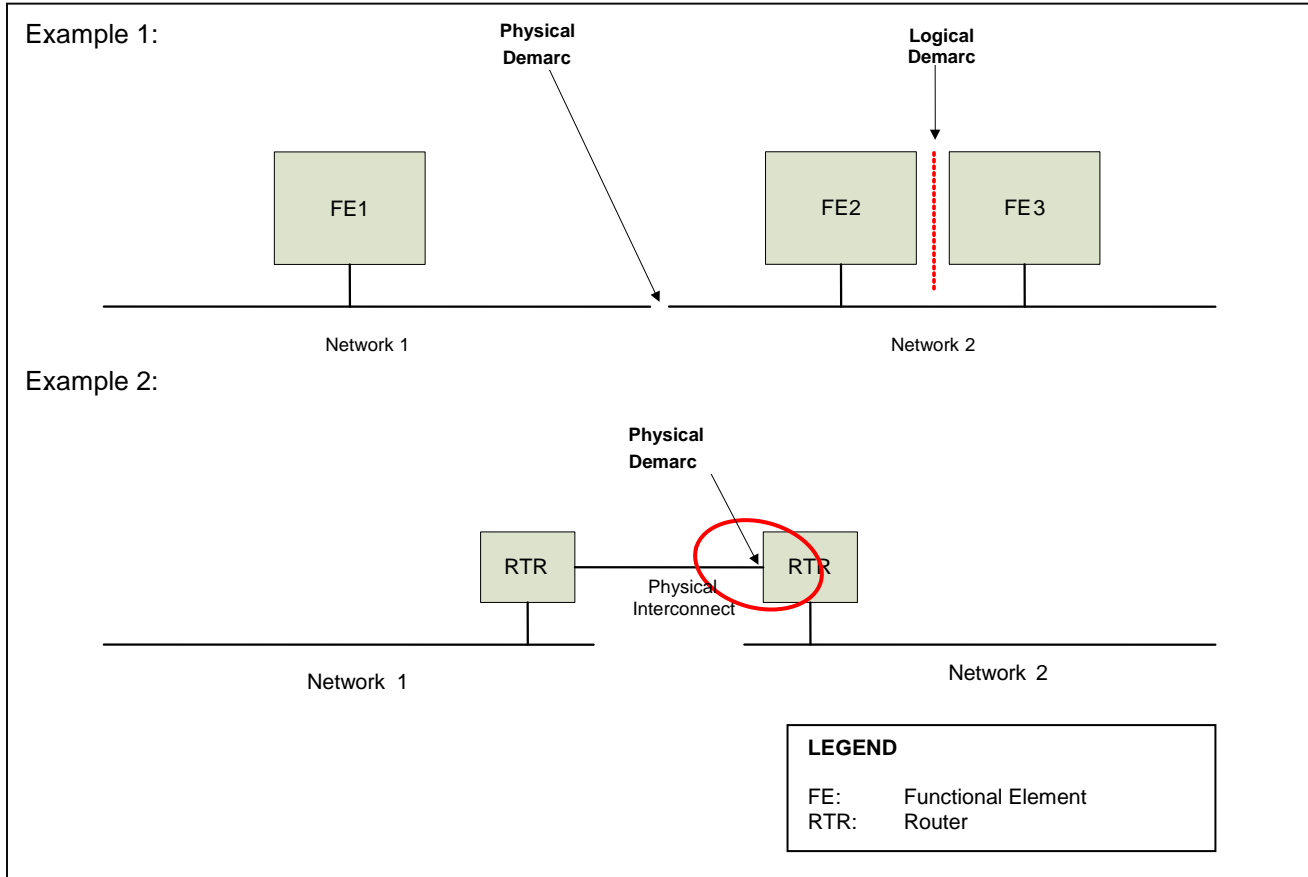 Example 1:
Physical
Demarc
Logical
Demarc
FE1
FE2
FE3
Network 1
Network 2
Example 2:
Physical
Demarc
RTR
RTR
Physical
Interconnect
Network 1
Network 2
LEGEND
FE: Functional Element
RTR: Router